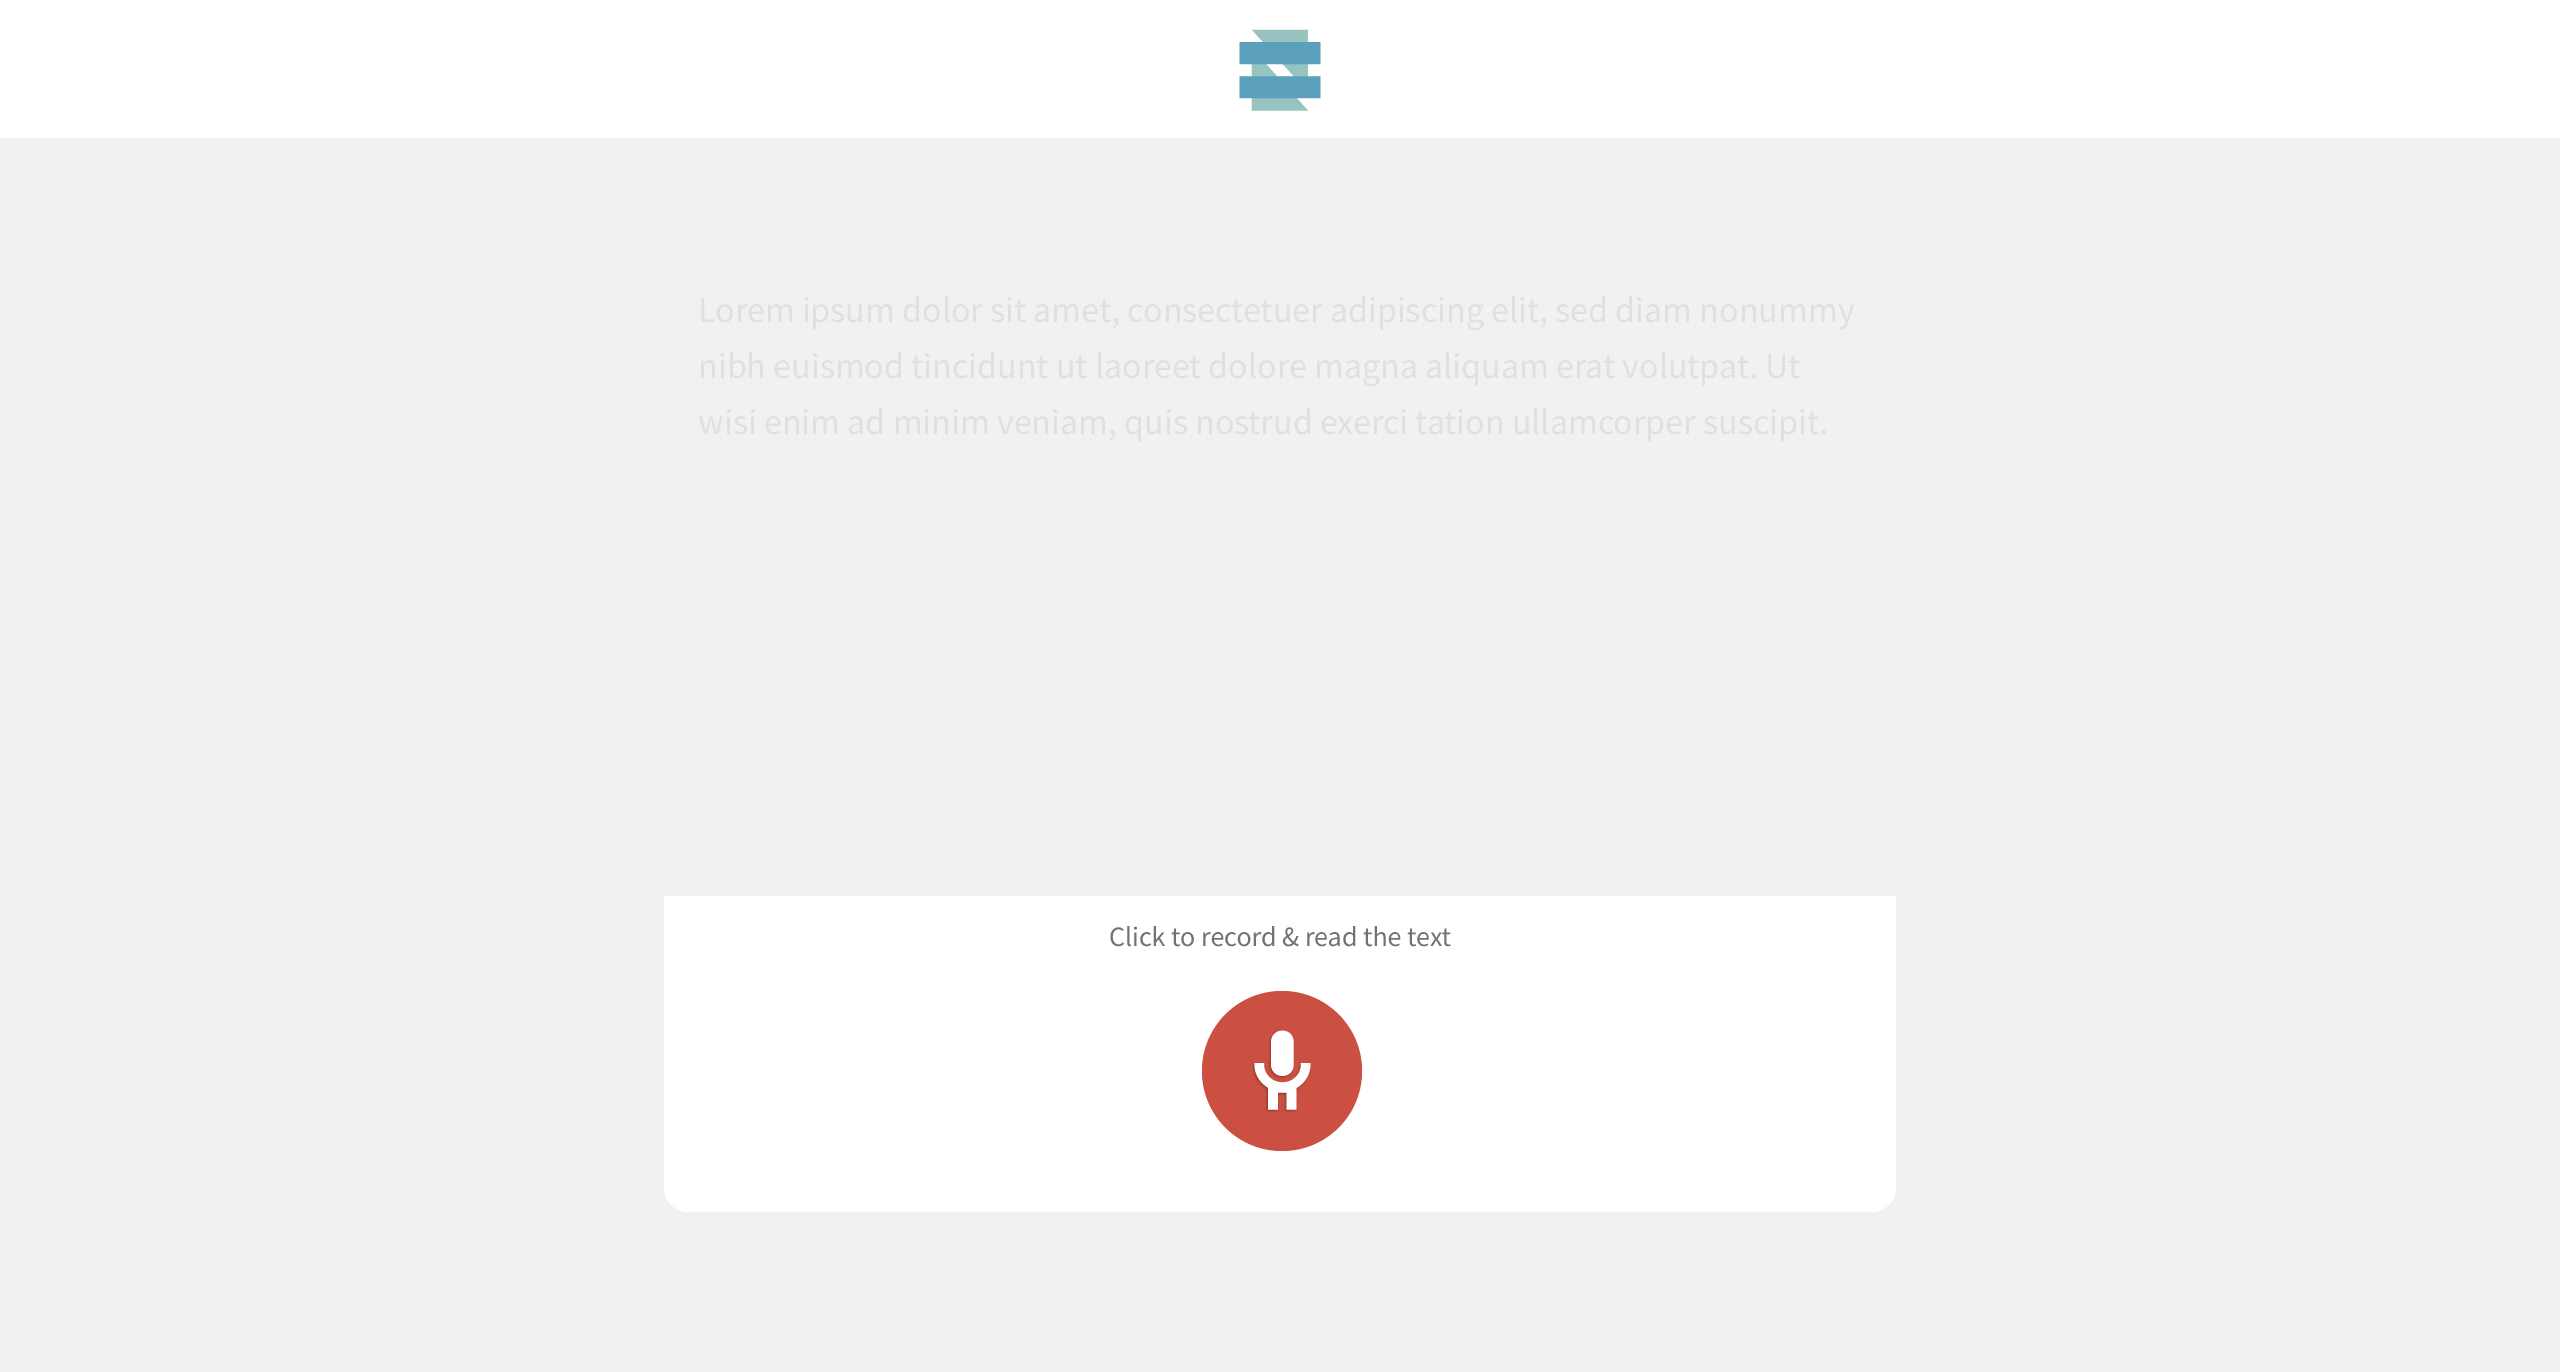 Lorem ipsum dolor sit amet, consectetuer adipiscing elit, sed diam nonummy
nibh euismod tincidunt ut laoreet dolore magna aliquam erat volutpat. Ut
wisi enim ad minim veniam, quis nostrud exerci tation ullamcorper suscipit.
Click to record & read the text